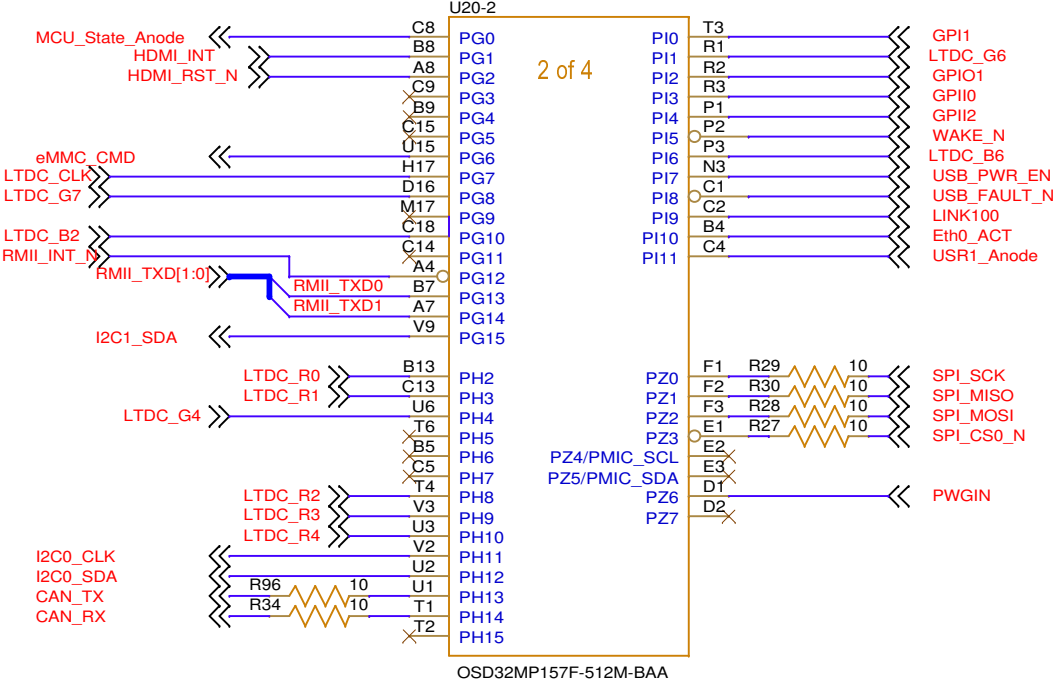 U20-2
2 of 4
MCU_State_Anode C8 PG0
HDMI_INT B8 PG1
HDMI_RST_N A8 PG2
C9 PG3
B9 PG4
C15 PG5
eMMC_CMD U15 PG6
LTDC_CLK H17 PG7
LTDC_G7 D16 PG8
M17 PG9
LTDC_B2 C18 PG10
RMII_INT_N C14 PG11
RMII_TXD[1:0] A4 PG12
RMII_TXD0 B7 PG13
RMII_TXD1 A7 PG14
I2C1_SDA V9 PG15
LTDC_R0 B13 PH2
LTDC_R1 C13 PH3
LTDC_G4 U6 PH4
T6 PH5
B5 PH6
C5 PH7
LTDC_R2 T4 PH8
LTDC_R3 V3 PH9
LTDC_R4 U3 PH10
I2C0_CLK V2 PH11
I2C0_SDA U2 PH12
CAN_TX R96 10 U1 PH13
CAN_RX R34 10 T1 PH14
T2 PH15
PI0 T3 GPI1
PI1 R1 LTDC_G6
PI2 R2 GPIO1
PI3 R3 GPII0
PI4 P1 GPII2
PI5 P2 WAKE_N
PI6 P3 LTDC_B6
PI7 N3 USB_PWR_EN
PI8 C1 USB_FAULT_N
PI9 C2 LINK100
PI10 B4 Eth0_ACT
PI11 C4 USR1_Anode
PZ0 F1 R29 10 SPI_SCK
PZ1 F2 R30 10 SPI_MISO
PZ2 F3 R28 10 SPI_MOSI
PZ3 E1 R27 10 SPI_CS0_N
PZ4/PMIC_SCL E2
PZ5/PMIC_SDA E3
PZ6 D1 PWGIN
PZ7 D2
OSD32MP157F-512M-BAA